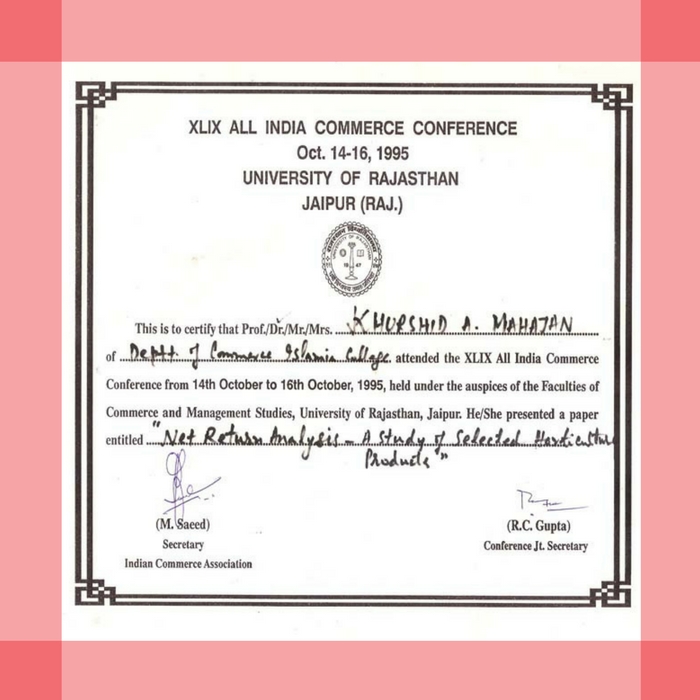 XLIX ALL INDIA COMMERCE CONFERENCE
Oct. 14-16, 1995
UNIVERSITY OF RAJASTHAN
JAIPUR (RAJ.)
This is to certify that Prof./Dr./Mr./Mrs. KHURSHID A. MAHAJAN
of Deptt. of Commerce Islamia College attended the XLIX All India Commerce
Conference from 14th October to 16th October, 1995, held under the auspices of the Faculties of
Commerce and Management Studies, University of Rajasthan, Jaipur. He/She presented a paper
entitled "Net Return Analysis – A Study of Selected Horticulture
Products"
(M. Saeed)
(R.C. Gupta)
Secretary
Conference Jt. Secretary
Indian Commerce Association